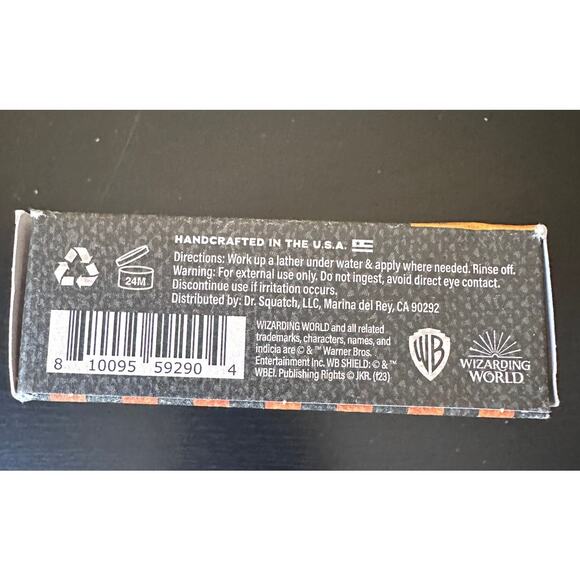 HANDCRAFTED IN THE U.S.A.
Directions: Work up a lather under water & apply where needed. Rinse off.
Warning: For external use only. Do not ingest, avoid direct eye contact.
Discontinue use if irritation occurs.
Distributed by: Dr. Squatch, LLC, Marina del Rey, CA 90292
24M
WIZARDING WORLD and all related
trademarks, characters, names, and
indicia are © & ™ Warner Bros.
Entertainment Inc. WB SHIELD: © & ™
WBEI. Publishing Rights © JKR. (f23)
8 10095 59290 4
WB
WIZARDING
WORLD